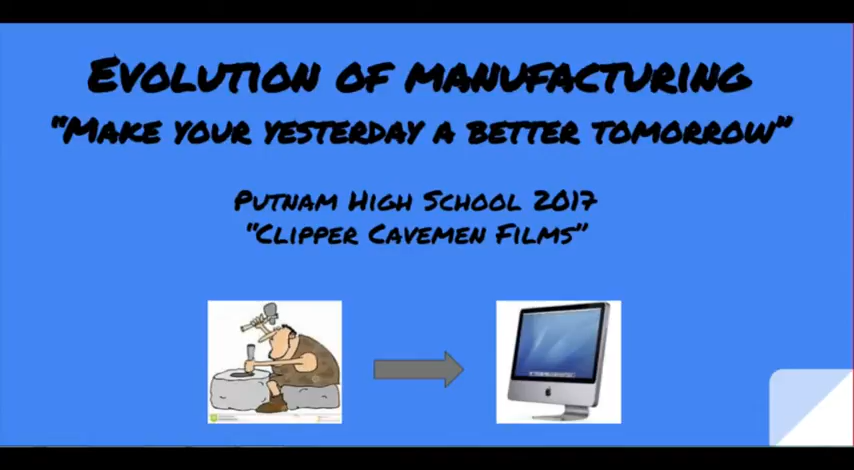 Evolution of manufacturing
"Make your yesterday a better tomorrow"
Putnam High School 2017
"Clipper Cavemen Films"